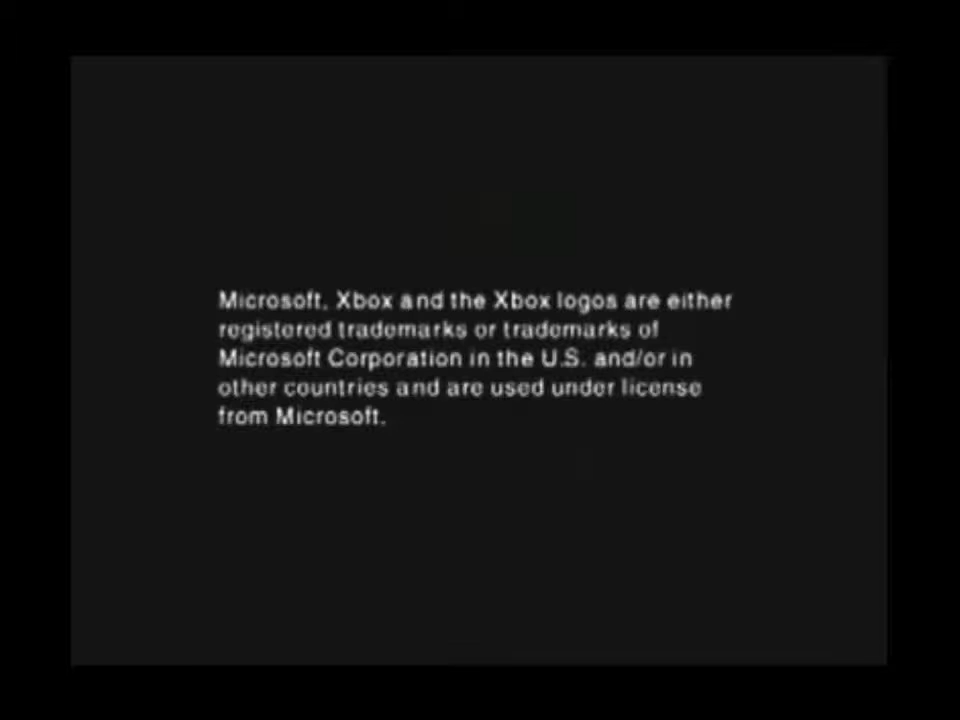 Microsoft, Xbox and the Xbox logos are either
registered trademarks or trademarks of
Microsoft Corporation in the U.S. and/or in
other countries and are used under license
from Microsoft.